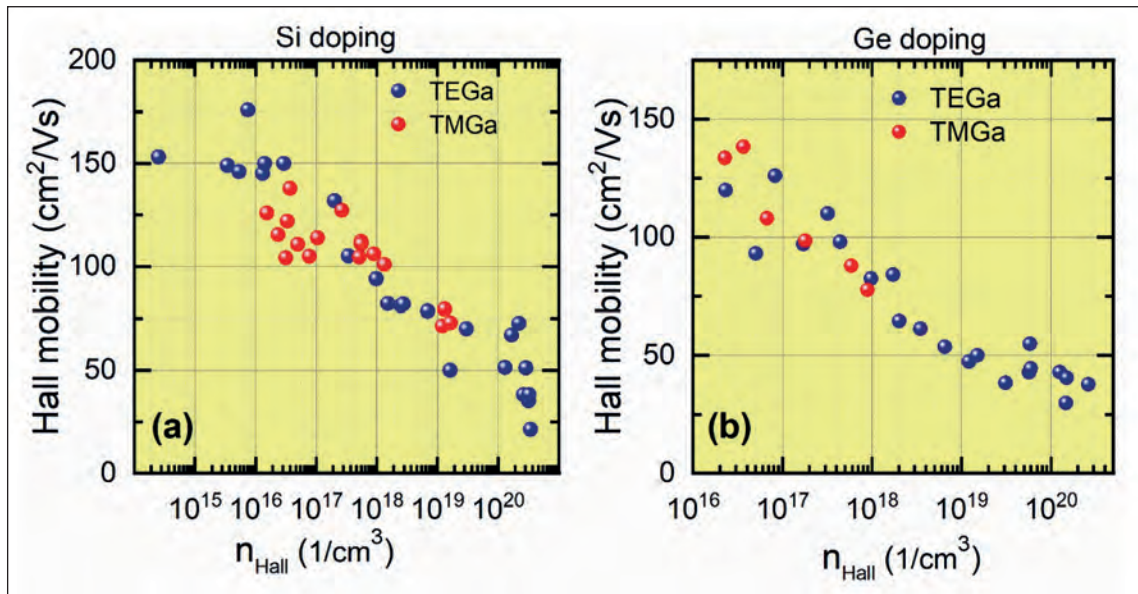 Si doping
200
150
100
50
0
Hall mobility (cm²/Vs)
TEGa
TMGa
(a)
10¹⁵ 10¹⁶ 10¹⁷ 10¹⁸ 10¹⁹ 10²⁰
n_Hall (1/cm³)
Ge doping
150
100
50
0
Hall mobility (cm²/Vs)
TEGa
TMGa
(b)
10¹⁶ 10¹⁷ 10¹⁸ 10¹⁹ 10²⁰
n_Hall (1/cm³)